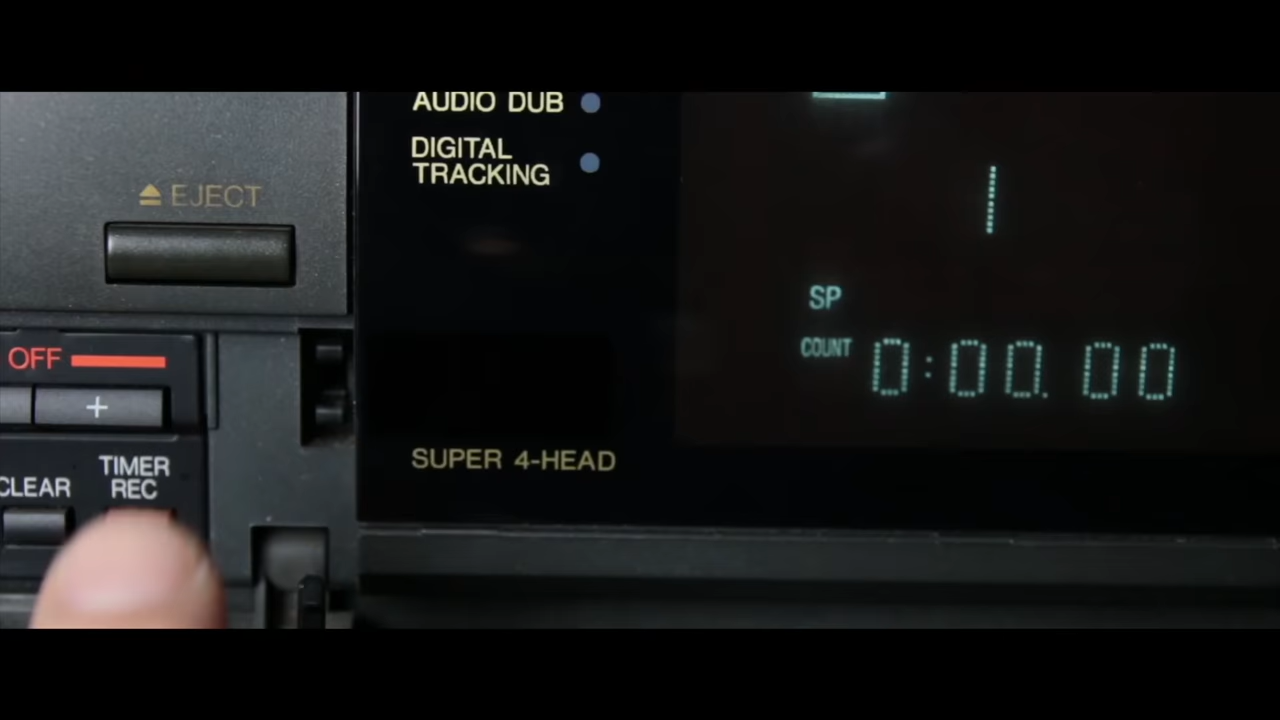 AUDIO DUB
DIGITAL
TRACKING
EJECT
SP
COUNT 0:00.00
OFF
+
SUPER 4-HEAD
TIMER
REC
CLEAR